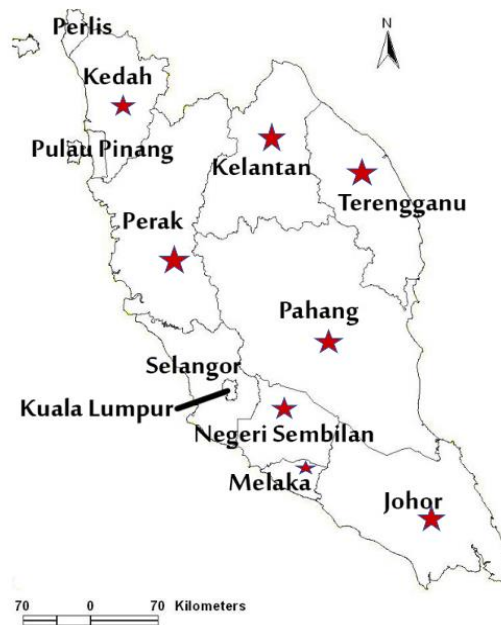 N
Perlis
Kedah
Pulau Pinang
Kelantan
Terengganu
Perak
Pahang
Selangor
Kuala Lumpur
Negeri Sembilan
Melaka
Johor
70 0 70 Kilometers